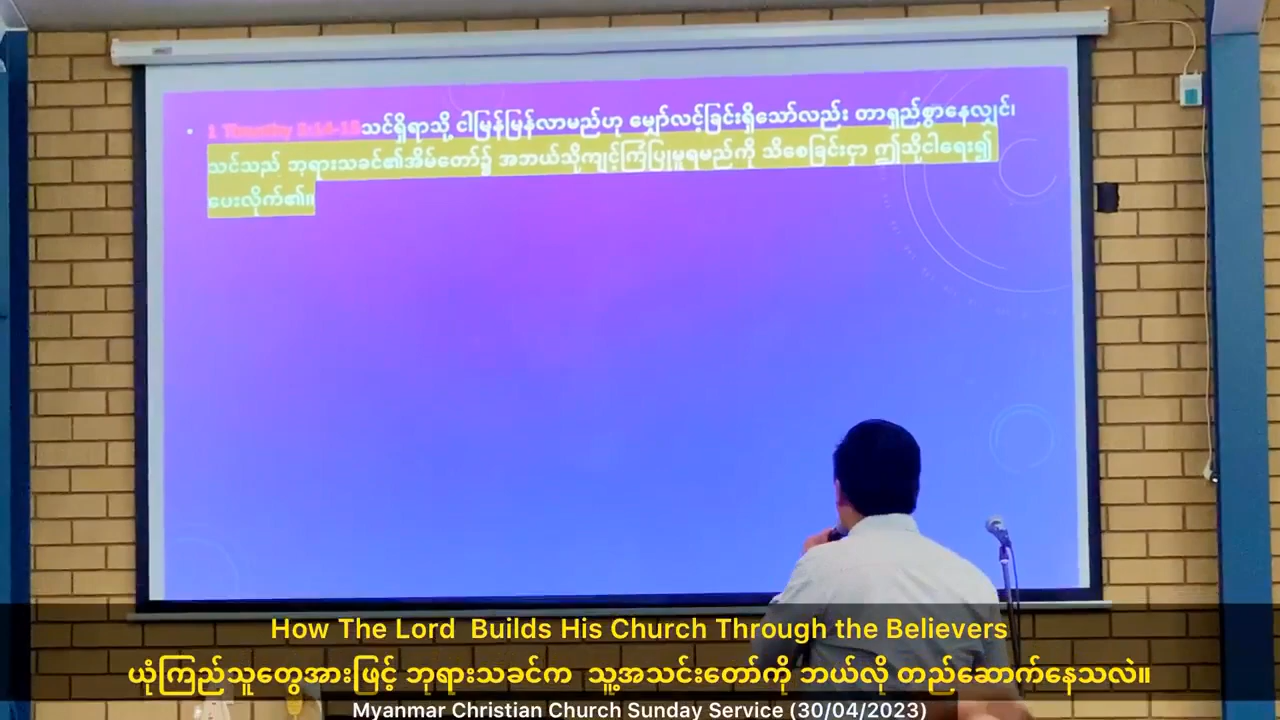 • 1 Timothy 3:14-15သင်ရှိရာသို့ ငါမြန်မြန်လာမည်ဟု မျှော်လင့်ခြင်းရှိသော်လည်း တာရှည်စွာနေလျှင်၊
သင်သည် ဘုရားသခင်၏အိမ်တော်၌ အဘယ်သို့ကျင့်ကြံပြုမူရမည်ကို သိစေခြင်းငှာ ဤသို့ငါရေး၍
ပေးလိုက်၏။
How The Lord Builds His Church Through the Believers
ယုံကြည်သူတွေအားဖြင့် ဘုရားသခင်က သူ့အသင်းတော်ကို ဘယ်လို တည်ဆောက်နေသလဲ။
Myanmar Christian Church Sunday Service (30/04/2023)